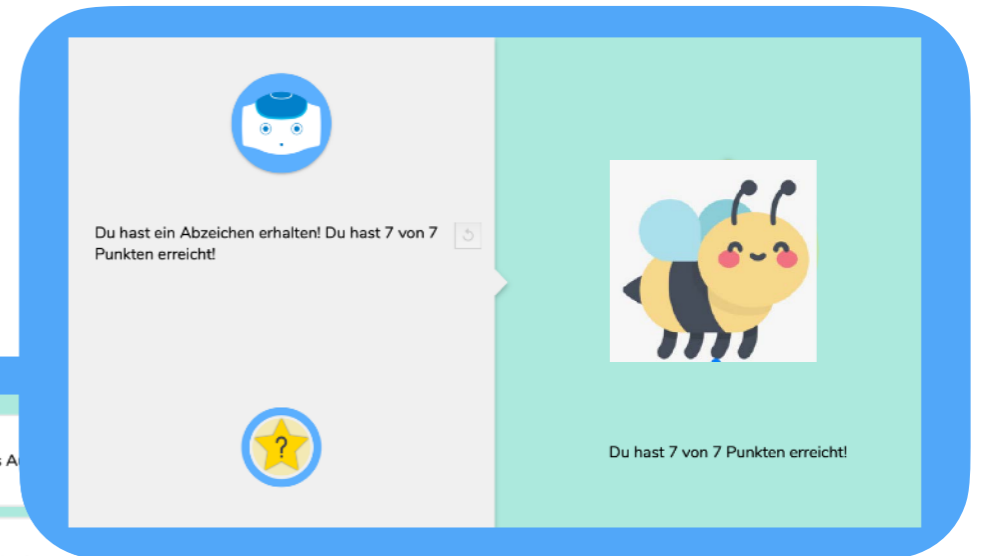 Du hast ein Abzeichen erhalten! Du hast 7 von 7
Punkten erreicht!
?
Du hast 7 von 7 Punkten erreicht!